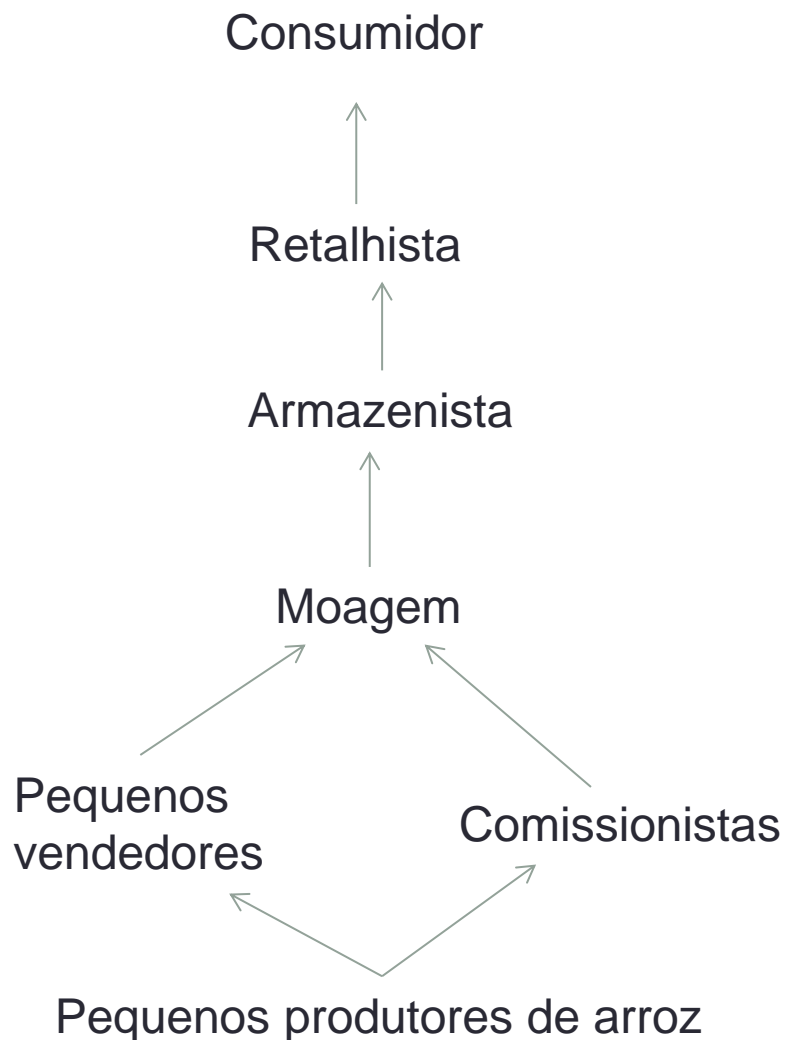 Consumidor
Retalhista
Armazenista
Moagem
Pequenos
vendedores
Comissionistas
Pequenos produtores de arroz